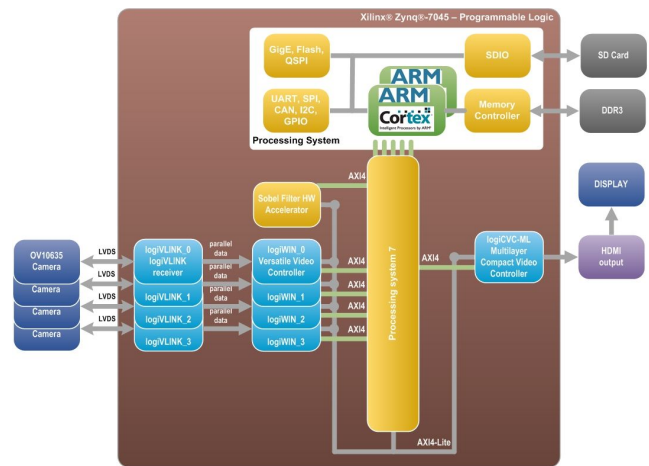 Xilinx® Zynq®-7045 – Programmable Logic
GigE, Flash,
QSPI
SDIO
SD Card
ARM
ARM
Cortex
Intelligent Processors by ARM®
UART, SPI,
CAN, I2C,
GPIO
Memory
Controller
DDR3
Processing System
AXI4
Sobel Filter HW
Accelerator
DISPLAY
OV10635
Camera
LVDS
logiVLINK_0
logiVLINK
receiver
parallel
data
logiWIN_0
Versatile Video
Controller
AXI4
Processing system 7
AXI4
logiCVC-ML
Multilayer
Compact Video
Controller
HDMI
output
Camera
LVDS
logiVLINK_1
parallel
data
logiWIN_1
AXI4
Camera
LVDS
logiVLINK_2
parallel
data
logiWIN_2
AXI4
Camera
LVDS
logiVLINK_3
parallel
data
logiWIN_3
AXI4
AXI4-Lite